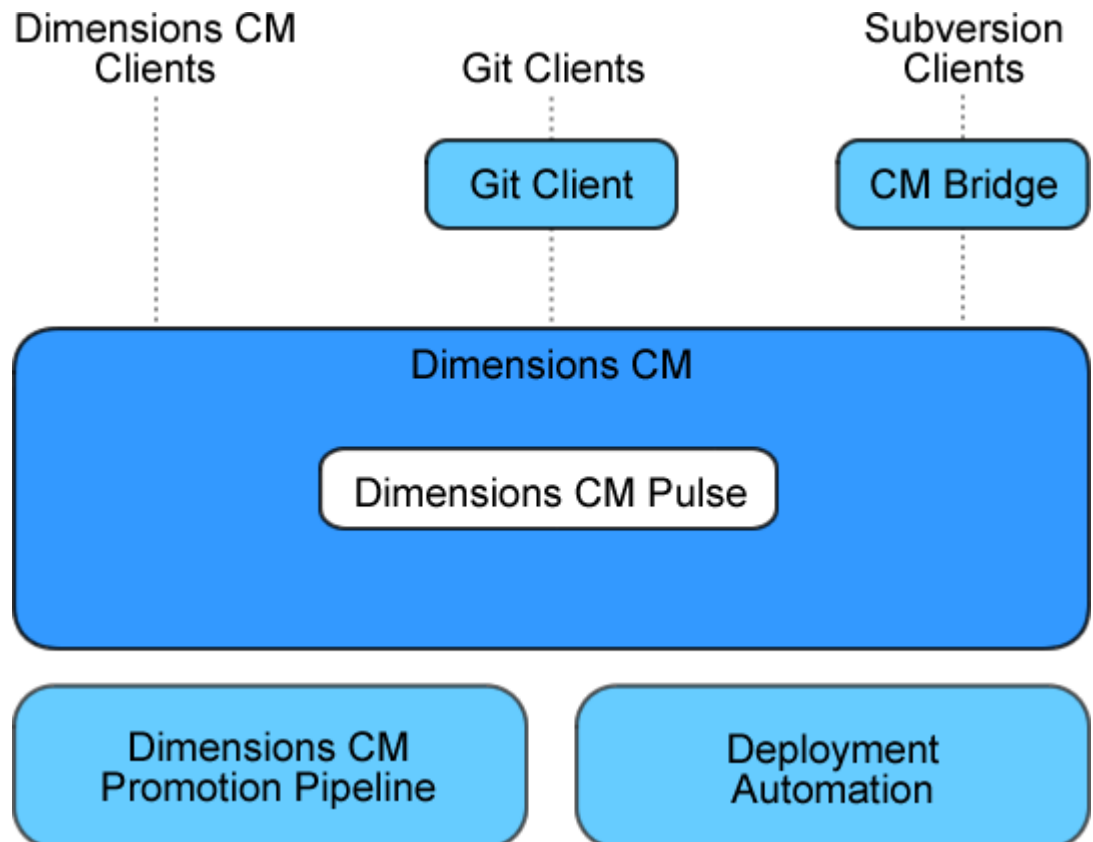 Dimensions CM
Clients
Git Clients
Subversion
Clients
Git Client
CM Bridge
Dimensions CM
Dimensions CM Pulse
Dimensions CM
Promotion Pipeline
Deployment
Automation